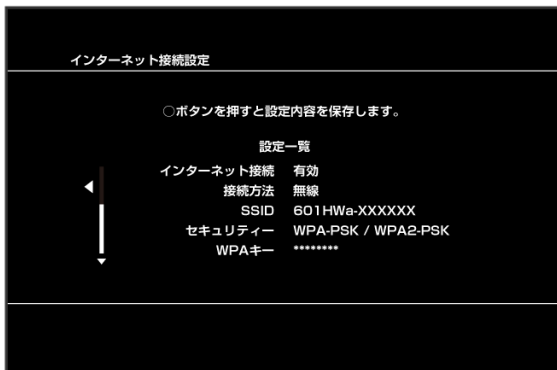 インターネット接続設定
○ボタンを押すと設定内容を保存します。
設定一覧
インターネット接続 有効
接続方法 無線
SSID 601HWa-XXXXXX
セキュリティー WPA-PSK / WPA2-PSK
WPAキー ********